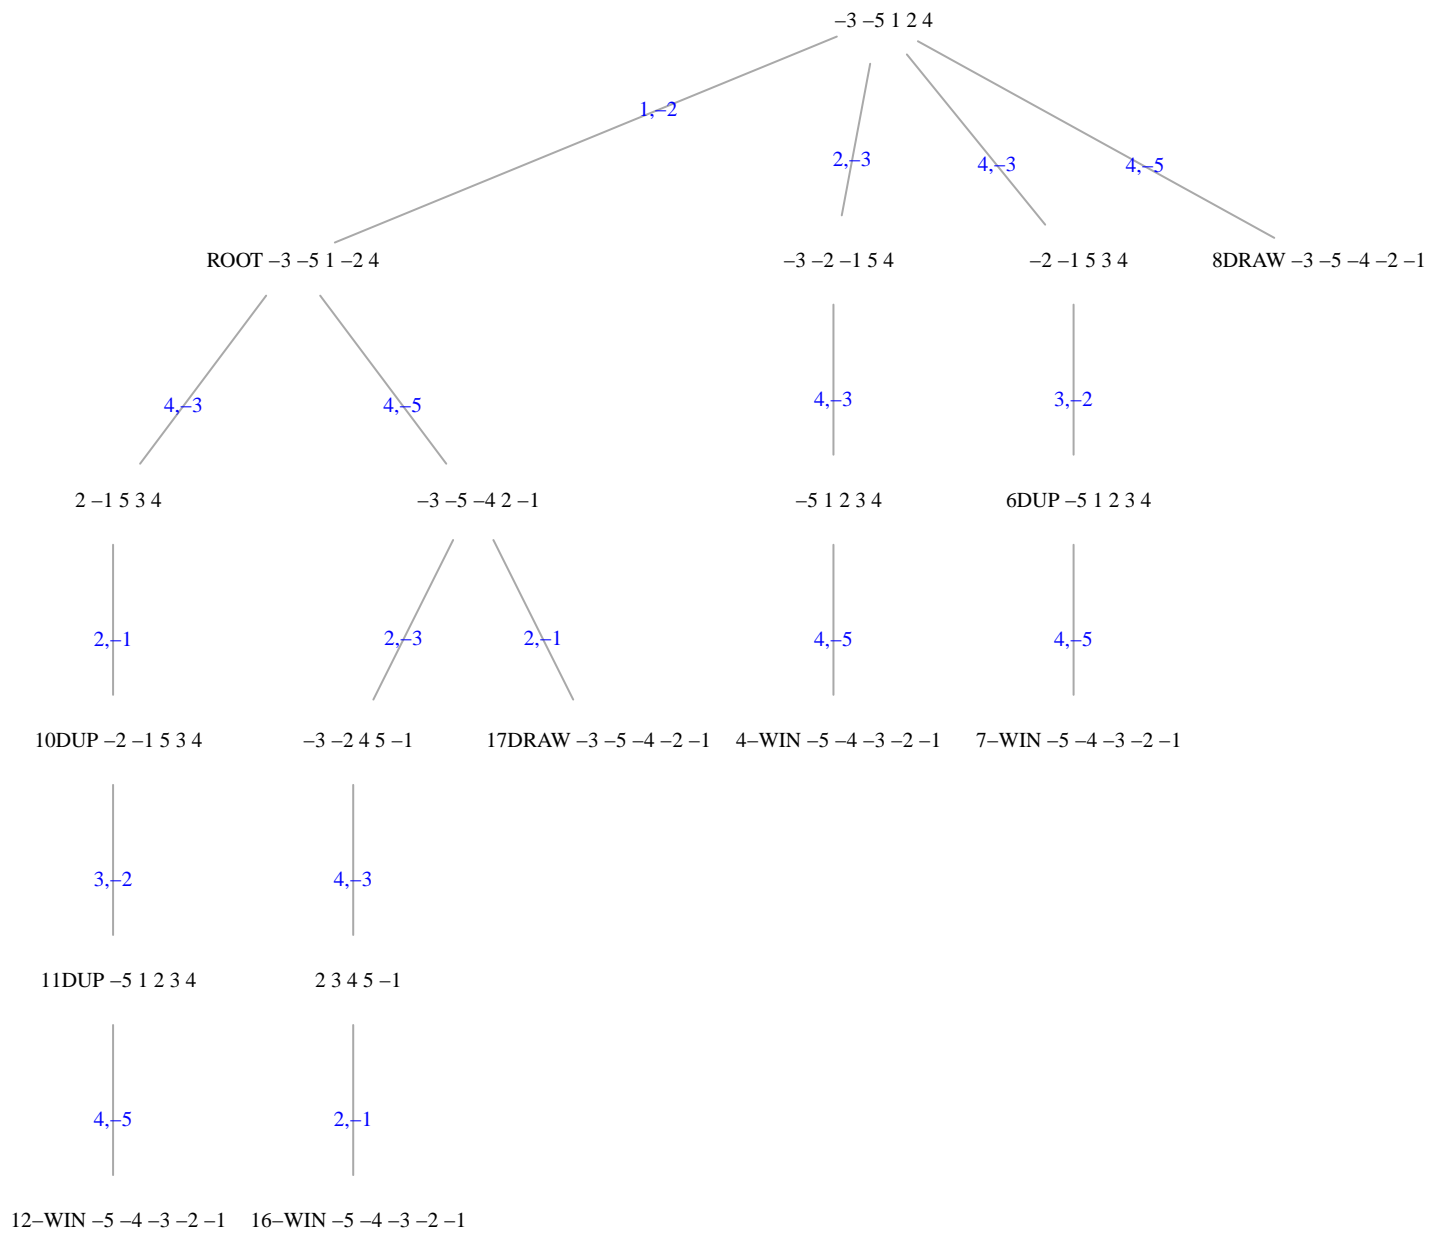 −3 −5 1 2 4
1,−2
2,−3
4,−3
4,−5
ROOT −3 −5 1 −2 4
−3 −2 −1 5 4
−2 −1 5 3 4
8DRAW −3 −5 −4 −2 −1
4,−3
4,−5
4,−3
3,−2
2 −1 5 3 4
−3 −5 −4 2 −1
−5 1 2 3 4
6DUP −5 1 2 3 4
2,−1
2,−3
2,−1
4,−5
4,−5
10DUP −2 −1 5 3 4
−3 −2 4 5 −1
17DRAW −3 −5 −4 −2 −1
4−WIN −5 −4 −3 −2 −1
7−WIN −5 −4 −3 −2 −1
3,−2
4,−3
11DUP −5 1 2 3 4
2 3 4 5 −1
4,−5
2,−1
12−WIN −5 −4 −3 −2 −1
16−WIN −5 −4 −3 −2 −1